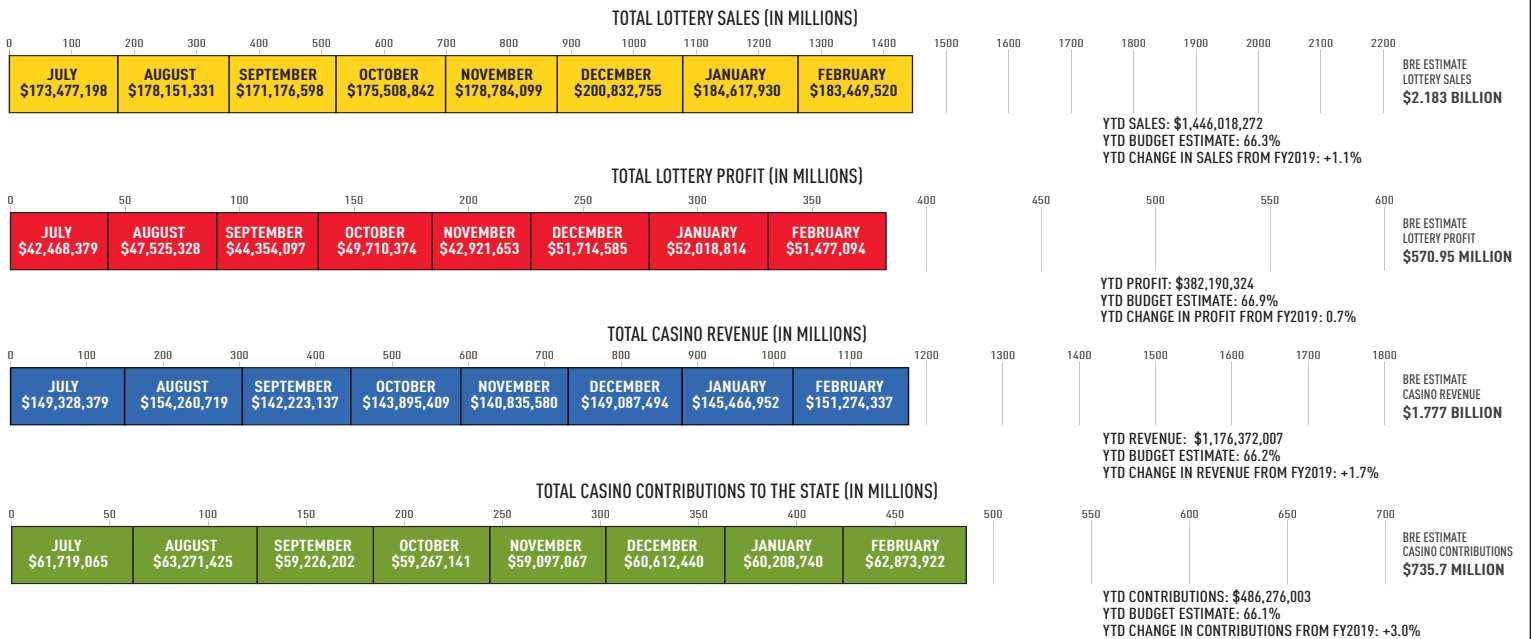 TOTAL LOTTERY SALES (IN MILLIONS)
0 100 200 300 400 500 600 700 800 900 1000 1100 1200 1300 1400 1500 1600 1700 1800 1900 2000 2100 2200
JULY AUGUST SEPTEMBER OCTOBER NOVEMBER DECEMBER JANUARY FEBRUARY
$173,477,198 $178,151,331 $171,176,598 $175,508,842 $178,784,099 $200,832,755 $184,617,930 $183,469,520
BRE ESTIMATE
LOTTERY SALES
$2.183 BILLION
YTD SALES: $1,446,018,272
YTD BUDGET ESTIMATE: 66.3%
YTD CHANGE IN SALES FROM FY2019: +1.1%
TOTAL LOTTERY PROFIT (IN MILLIONS)
0 50 100 150 200 250 300 350 400 450 500 550 600
JULY AUGUST SEPTEMBER OCTOBER NOVEMBER DECEMBER JANUARY FEBRUARY
$42,468,379 $47,525,328 $44,354,097 $49,710,374 $42,921,653 $51,714,585 $52,018,814 $51,477,094
BRE ESTIMATE
LOTTERY PROFIT
$570.95 MILLION
YTD PROFIT: $382,190,324
YTD BUDGET ESTIMATE: 66.9%
YTD CHANGE IN PROFIT FROM FY2019: 0.7%
TOTAL CASINO REVENUE (IN MILLIONS)
0 100 200 300 400 500 600 700 800 900 1000 1100 1200 1300 1400 1500 1600 1700 1800
JULY AUGUST SEPTEMBER OCTOBER NOVEMBER DECEMBER JANUARY FEBRUARY
$149,328,379 $154,260,719 $142,223,137 $143,895,409 $140,835,580 $149,087,494 $145,466,952 $151,274,337
BRE ESTIMATE
CASINO REVENUE
$1.777 BILLION
YTD REVENUE: $1,176,372,007
YTD BUDGET ESTIMATE: 66.2%
YTD CHANGE IN REVENUE FROM FY2019: +1.7%
TOTAL CASINO CONTRIBUTIONS TO THE STATE (IN MILLIONS)
0 50 100 150 200 250 300 350 400 450 500 550 600 650 700
JULY AUGUST SEPTEMBER OCTOBER NOVEMBER DECEMBER JANUARY FEBRUARY
$61,719,065 $63,271,425 $59,226,202 $59,267,141 $59,097,067 $60,612,440 $60,208,740 $62,873,922
BRE ESTIMATE
CASINO CONTRIBUTIONS
$735.7 MILLION
YTD CONTRIBUTIONS: $486,276,003
YTD BUDGET ESTIMATE: 66.1%
YTD CHANGE IN CONTRIBUTIONS FROM FY2019: +3.0%